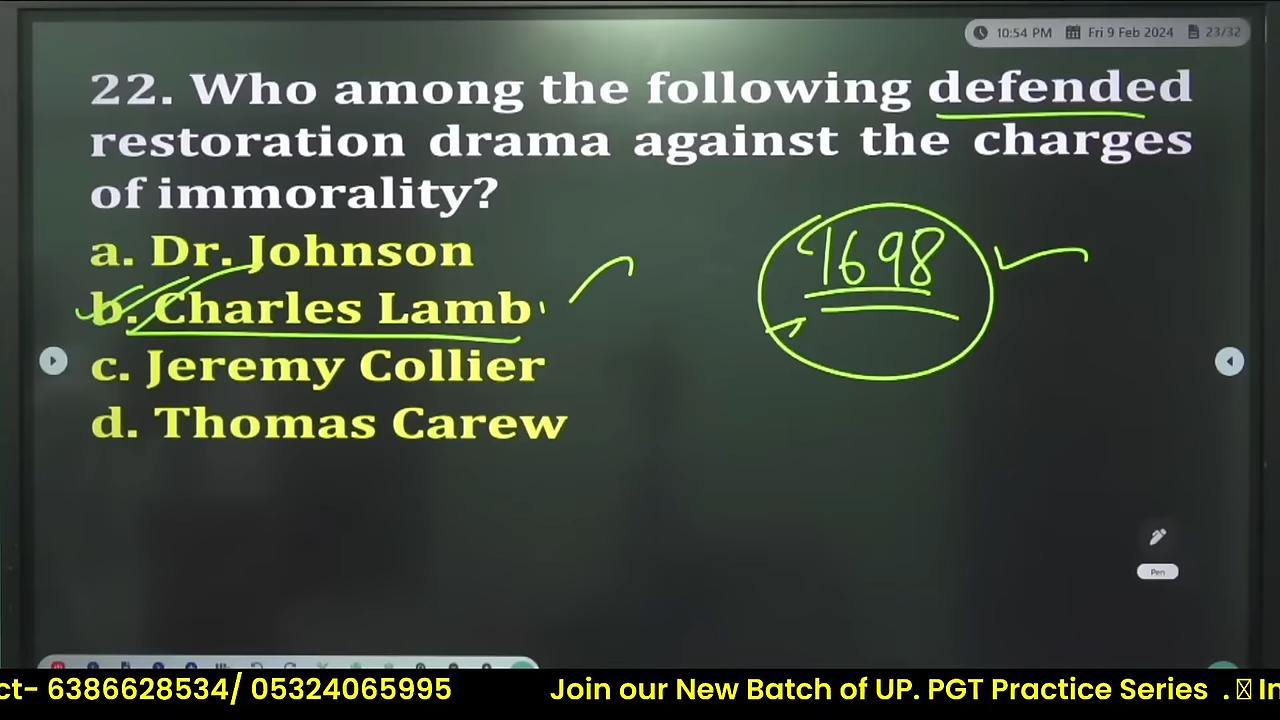 10:54 PM Fri 9 Feb 2024 23/32
22. Who among the following defended
restoration drama against the charges
of immorality?
a. Dr. Johnson
b. Charles Lamb
c. Jeremy Collier
d. Thomas Carew
1698
Pen
ct- 6386628534/ 05324065995 Join our New Batch of UP. PGT Practice Series . In